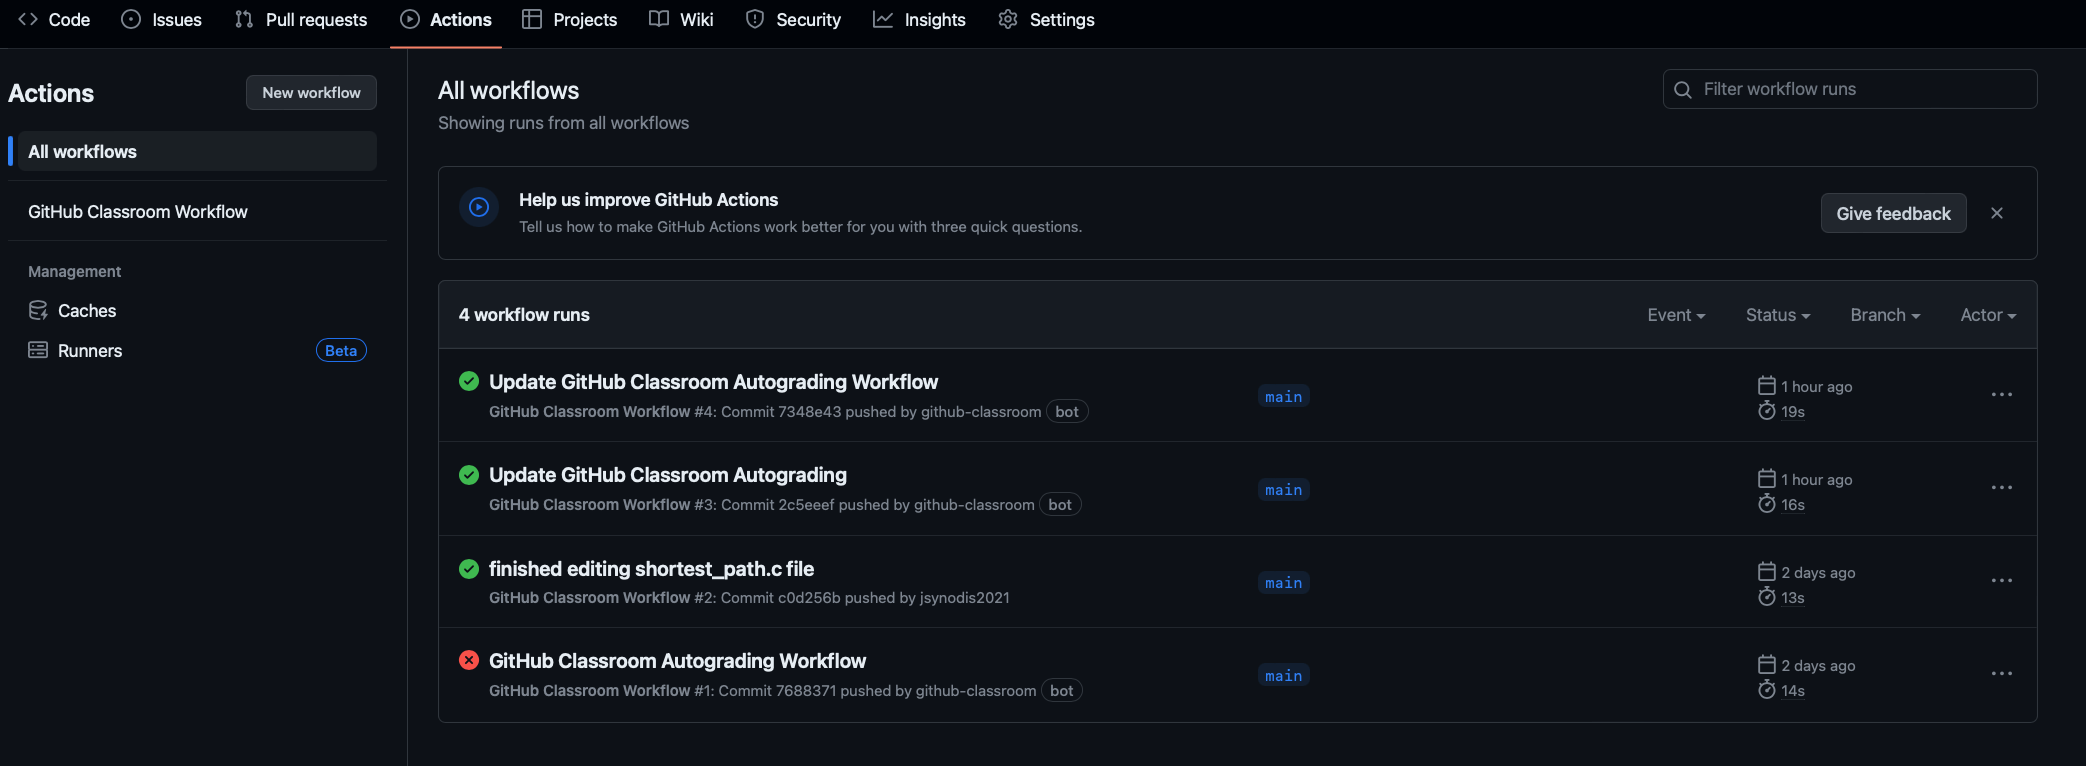 Code Issues Pull requests Actions Projects Wiki Security Insights Settings
Actions
New workflow
All workflows
GitHub Classroom Workflow
Management
Caches
Runners Beta
All workflows
Showing runs from all workflows
Filter workflow runs
Help us improve GitHub Actions
Tell us how to make GitHub Actions work better for you with three quick questions.
Give feedback
4 workflow runs
Event Status Branch Actor
Update GitHub Classroom Autograding Workflow
GitHub Classroom Workflow #4: Commit 7348e43 pushed by github-classroom bot
main
1 hour ago
19s
Update GitHub Classroom Autograding
GitHub Classroom Workflow #3: Commit 2c5eeef pushed by github-classroom bot
main
1 hour ago
16s
finished editing shortest_path.c file
GitHub Classroom Workflow #2: Commit c0d256b pushed by jsynodis2021
main
2 days ago
13s
GitHub Classroom Autograding Workflow
GitHub Classroom Workflow #1: Commit 7688371 pushed by github-classroom bot
main
2 days ago
14s